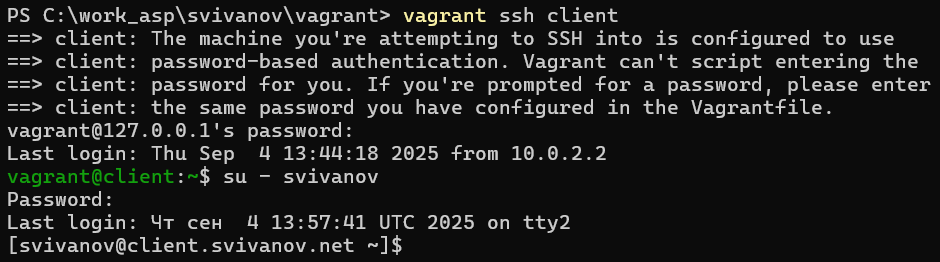 PS C:\work_asp\svivanov\vagrant> vagrant ssh client
==> client: The machine you're attempting to SSH into is configured to use
==> client: password-based authentication. Vagrant can't script entering the
==> client: password for you. If you're prompted for a password, please enter
==> client: the same password you have configured in the Vagrantfile.
vagrant@127.0.0.1's password:
Last login: Thu Sep  4 13:44:18 2025 from 10.0.2.2
vagrant@client:~$ su - svivanov
Password:
Last login: Чт сен  4 13:57:41 UTC 2025 on tty2
[svivanov@client.svivanov.net ~]$